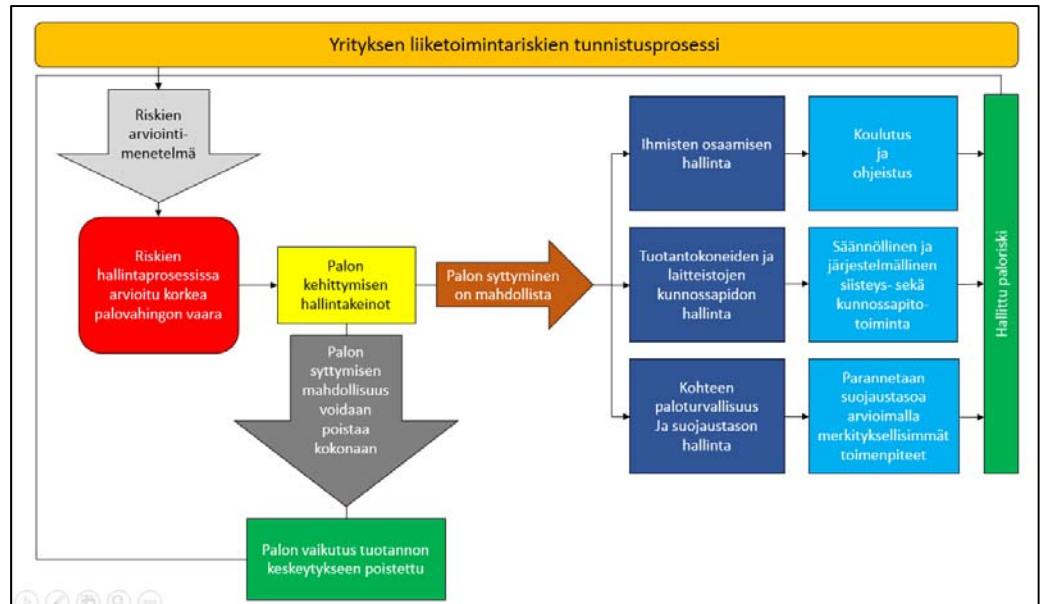 Yrityksen liiketoimintariskien tunnistusprosessi
Riskien
arviointi-
menetelmä
Riskien
hallintaprosessissa
arvioitu korkea
palovahingon vaara
Palon
kehittymisen
hallintakeinot
Palon syttyminen
on mahdollista
Palon
syttymisen
mahdollisuus
voidaan
poistaa
kokonaan
Palon vaikutus tuotannon
keskeytykseen poistettu
Ihmisten osaamisen
hallinta
Koulutus
ja
ohjeistus
Tuotantokoneiden ja
laitteistojen
kunnossapidon
hallinta
Säännöllinen ja
järjestelmällinen
siisteys- sekä
kunnossapito-
toiminta
Kohteen
paloturvallisuus
Ja suojaustason
hallinta
Parannetaan
suojaustasoa
arvioimalla
merkityksellisimmät
toimenpiteet
Hallittu paloriski